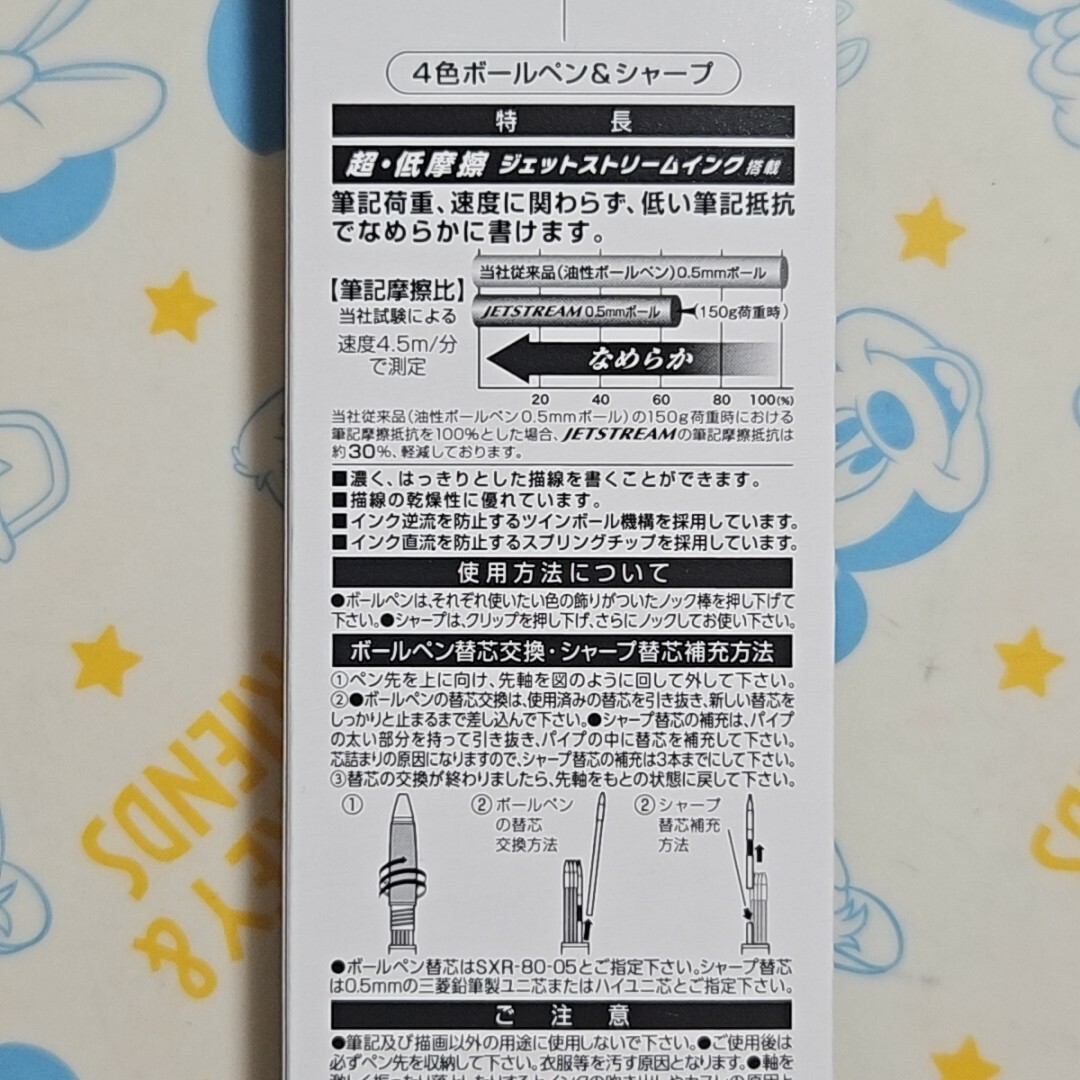 4色ボールペン&シャープ
特長
超・低摩擦 ジェットストリームインク搭載
筆記荷重、速度に関わらず、低い筆記抵抗
でなめらかに書けます。
【筆記摩擦比】
当社試験による
速度4.5m/分
で測定
当社従来品(油性ボールペン)0.5mmボール
JETSTREAM 0.5mmボール
(150g荷重時)
なめらか
20 40 60 80 100(%)
当社従来品(油性ボールペン0.5mmボール)の150g荷重時における
筆記摩擦抵抗を100%とした場合、JETSTREAMの筆記摩擦抵抗は
約30%、軽減しております。
■濃く、はっきりとした描線を書くことができます。
■描線の乾燥性に優れています。
■インク逆流を防止するツインボール機構を採用しています。
■インク直流を防止するスプリングチップを採用しています。
使用方法について
●ボールペンは、それぞれ使いたい色の飾りがついたノック棒を押し下げて
下さい。●シャープは、クリップを押し下げ、さらにノックしてお使い下さい。
ボールペン替芯交換・シャープ替芯補充方法
①ペン先を上に向け、先軸を図のように回して外して下さい。
②●ボールペンの替芯交換は、使用済みの替芯を引き抜き、新しい替芯を
しっかりと止まるまで差し込んで下さい。●シャープ替芯の補充は、パイプ
の太い部分を持って引き抜き、パイプの中に替芯を補充して下さい。
芯詰まりの原因になりますので、シャープ替芯の補充は3本までにして下さい。
③替芯の交換が終わりましたら、先軸をもとの状態に戻して下さい。
①
②ボールペン
の替芯
交換方法
②シャープ
替芯補充
方法
●ボールペン替芯はSXR-80-05とご指定下さい。シャープ替芯
は0.5mmの三菱鉛筆製ユニ芯またはハイユニ芯とご指定下さい。
ご注意
●筆記及び描画以外の用途に使用しないで下さい。●ご使用後は
必ずペン先を収納して下さい。衣服等を汚す原因となります。●軸を
KEY &
RIENDS